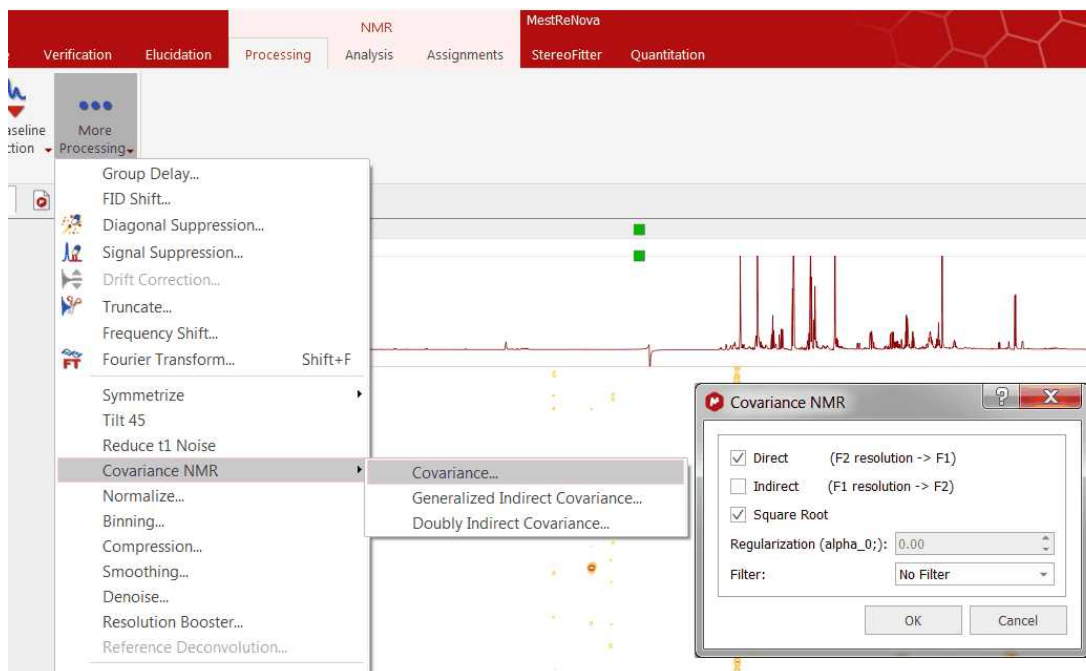 NMR
MestReNova
Verification
Elucidation
Processing
Analysis
Assignments
StereoFitter
Quantitation
More
Processing
Group Delay...
FID Shift...
Diagonal Suppression...
Signal Suppression...
Drift Correction...
Truncate...
Frequency Shift...
FT
Fourier Transform... Shift+F
Symmetrize
Tilt 45
Reduce t1 Noise
Covariance NMR
Normalize...
Binning...
Compression...
Smoothing...
Denoise...
Resolution Booster...
Reference Deconvolution...
Covariance...
Generalized Indirect Covariance...
Doubly Indirect Covariance...
Covariance NMR
?
X
Direct (F2 resolution -> F1)
Indirect (F1 resolution -> F2)
Square Root
Regularization (alpha_0;): 0.00
Filter: No Filter
OK
Cancel